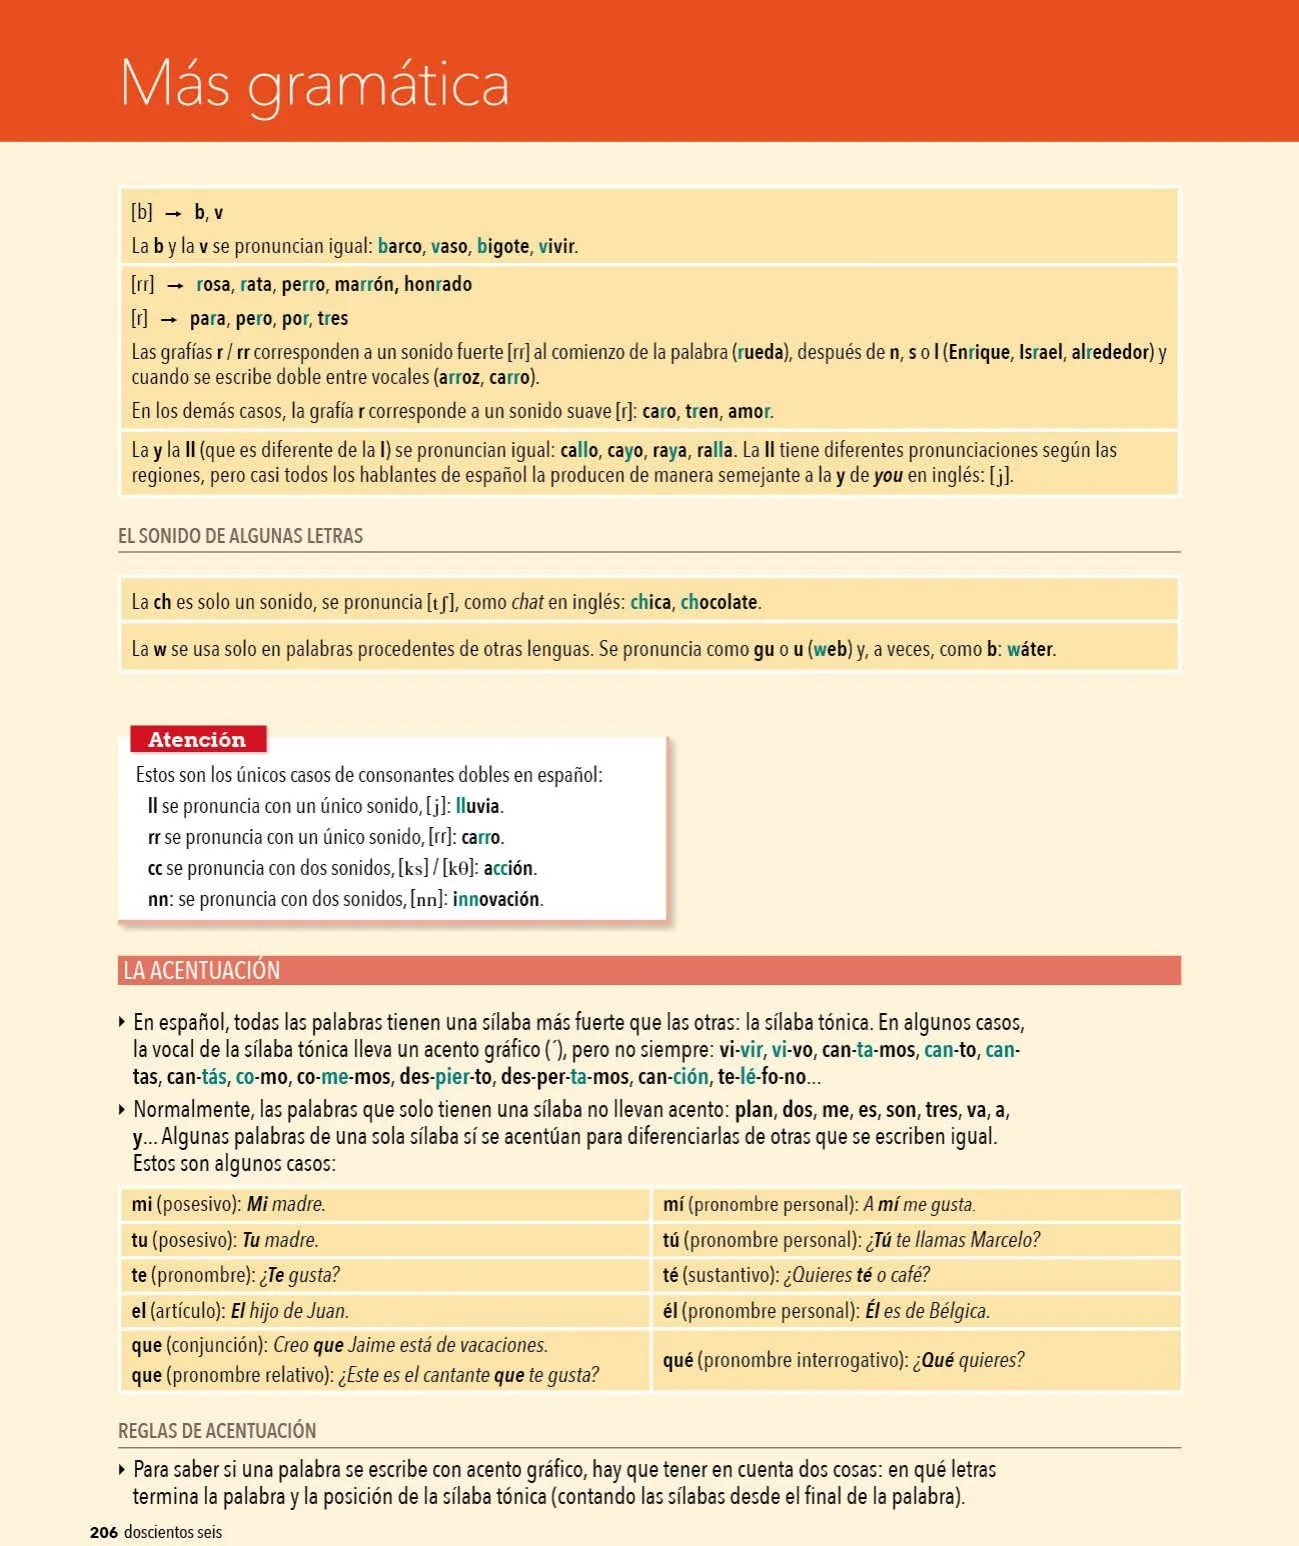 Más gramática
[b] → b, v
La b y la v se pronuncian igual: barco, vaso, bigote, vivir.
[rr] → rosa, rata, perro, marrón, honrado
[r] → para, pero, por, tres
Las grafías r / rr corresponden a un sonido fuerte [rr] al comienzo de la palabra (rueda), después de n, s o l (Enrique, Israel, alrededor) y
cuando se escribe doble entre vocales (arroz, carro).
En los demás casos, la grafía r corresponde a un sonido suave [r]: caro, tren, amor.
La y la ll (que es diferente de la l) se pronuncian igual: callo, cayo, raya, ralla. La ll tiene diferentes pronunciaciones según las
regiones, pero casi todos los hablantes de español la producen de manera semejante a la y de you en inglés: [j].
EL SONIDO DE ALGUNAS LETRAS
La ch es solo un sonido, se pronuncia [tʃ], como chat en inglés: chica, chocolate.
La w se usa solo en palabras procedentes de otras lenguas. Se pronuncia como gu o u (web) y, a veces, como b: wáter.
Atención
Estos son los únicos casos de consonantes dobles en español:
ll se pronuncia con un único sonido, [j]: lluvia.
rr se pronuncia con un único sonido, [rr]: carro.
cc se pronuncia con dos sonidos, [ks] / [kθ]: acción.
nn: se pronuncia con dos sonidos, [nn]: innovación.
LA ACENTUACIÓN
‣ En español, todas las palabras tienen una sílaba más fuerte que las otras: la sílaba tónica. En algunos casos,
la vocal de la sílaba tónica lleva un acento gráfico (´), pero no siempre: vi-vir, vi-vo, can-ta-mos, can-to, can-
tas, can-tás, co-mo, co-me-mos, des-pier-to, des-per-ta-mos, can-ción, te-lé-fo-no...
‣ Normalmente, las palabras que solo tienen una sílaba no llevan acento: plan, dos, me, es, son, tres, va, a,
y... Algunas palabras de una sola sílaba sí se acentúan para diferenciarlas de otras que se escriben igual.
Estos son algunos casos:
mi (posesivo): Mi madre.
mí (pronombre personal): A mí me gusta.
tu (posesivo): Tu madre.
tú (pronombre personal): ¿Tú te llamas Marcelo?
te (pronombre): ¿Te gusta?
té (sustantivo): ¿Quieres té o café?
el (artículo): El hijo de Juan.
él (pronombre personal): Él es de Bélgica.
que (conjunción): Creo que Jaime está de vacaciones.
que (pronombre relativo): ¿Este es el cantante que te gusta?
qué (pronombre interrogativo): ¿Qué quieres?
REGLAS DE ACENTUACIÓN
‣ Para saber si una palabra se escribe con acento gráfico, hay que tener en cuenta dos cosas: en qué letras
termina la palabra y la posición de la sílaba tónica (contando las sílabas desde el final de la palabra).
206 doscientos seis